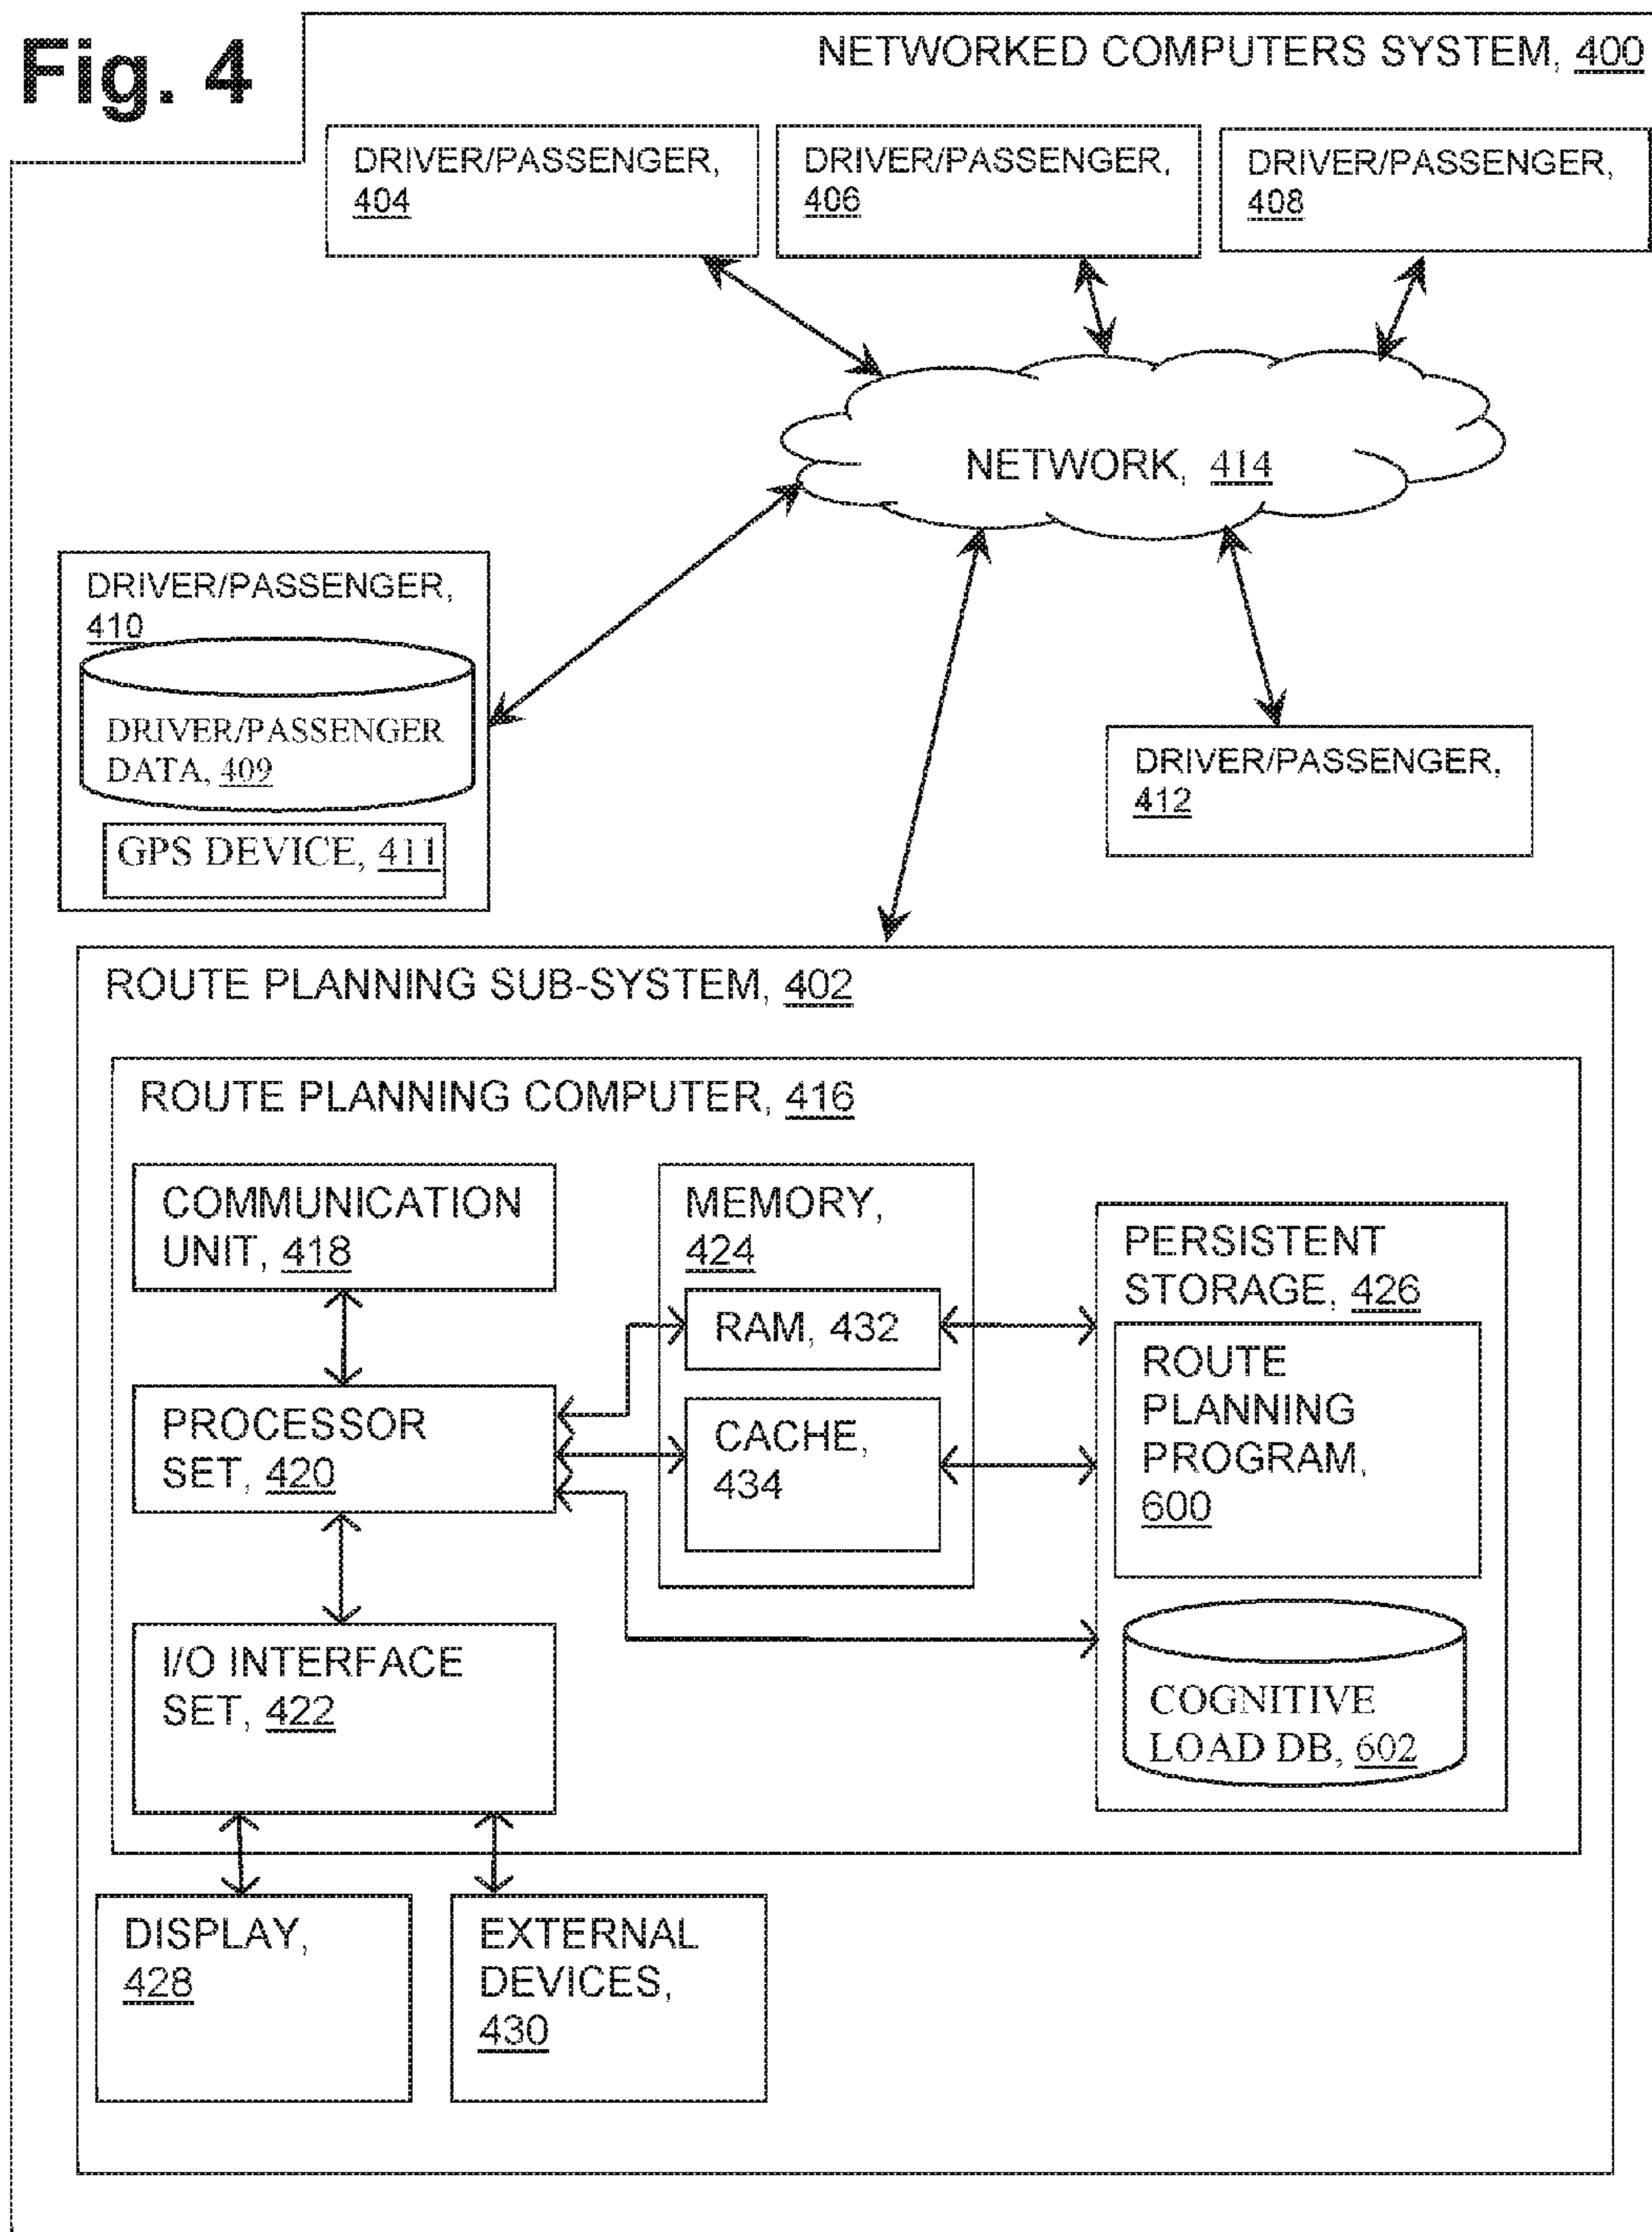 Fig. 4
NETWORKED COMPUTERS SYSTEM, 400
DRIVER/PASSENGER,
404
DRIVER/PASSENGER,
406
DRIVER/PASSENGER,
408
NETWORK, 414
DRIVER/PASSENGER,
410
DRIVER/PASSENGER
DATA, 409
GPS DEVICE, 411
DRIVER/PASSENGER,
412
ROUTE PLANNING SUB-SYSTEM, 402
ROUTE PLANNING COMPUTER, 416
COMMUNICATION
UNIT, 418
PROCESSOR
SET, 420
I/O INTERFACE
SET, 422
MEMORY,
424
RAM, 432
CACHE,
434
PERSISTENT
STORAGE, 426
ROUTE
PLANNING
PROGRAM,
600
COGNITIVE
LOAD DB, 602
DISPLAY,
428
EXTERNAL
DEVICES,
430